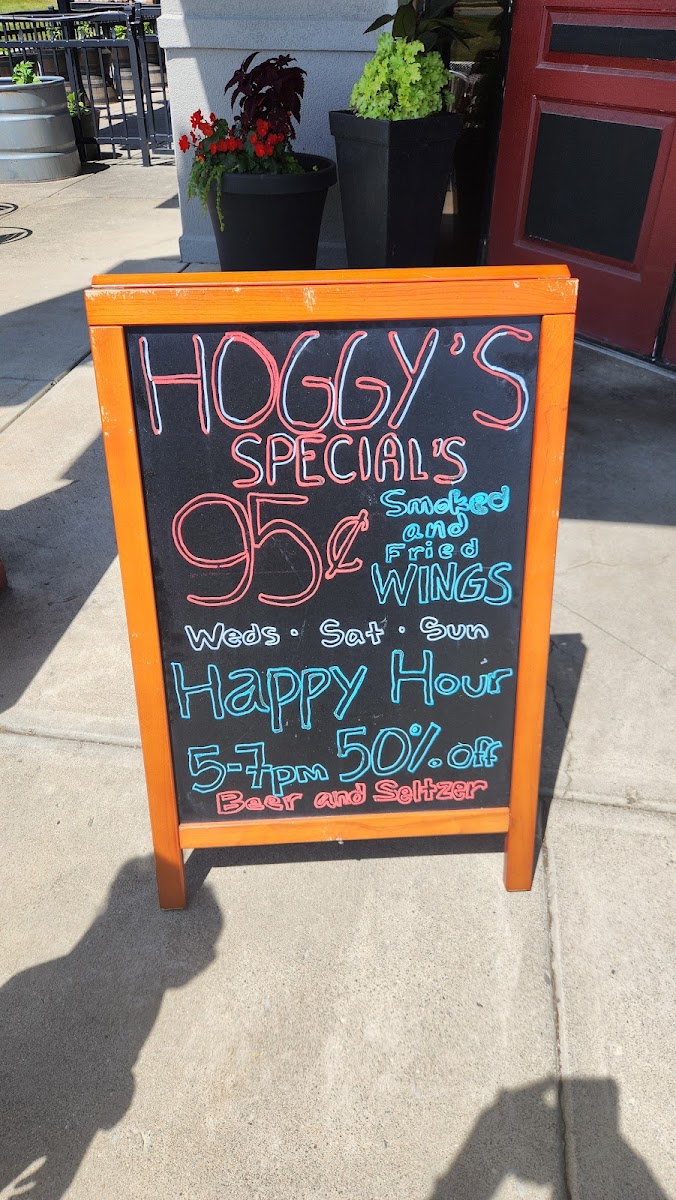 HOGGY'S
SPECIAL'S
95¢ Smoked
and
Fried
WINGS
Weds · Sat · Sun
Happy Hour
5-7pm 50% off
Beer and Seltzer